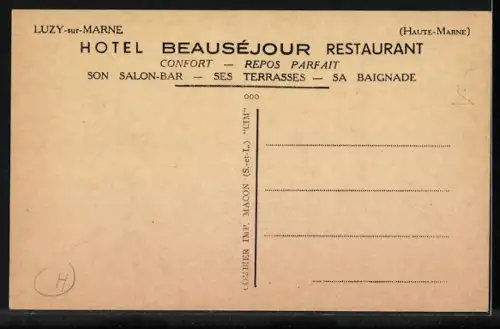 LUZY-sur-MARNE (HAUTE-MARNE)
HOTEL BEAUSÉJOUR RESTAURANT
CONFORT — REPOS PARFAIT
SON SALON-BAR — SES TERRASSES — SA BAIGNADE
COMBIER IMP. MACON (S.-et-L.) "CIM"
H